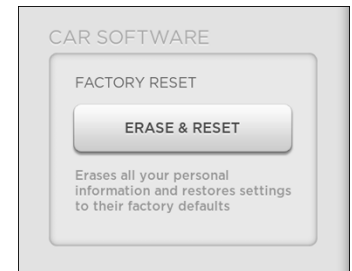 CAR SOFTWARE
FACTORY RESET
ERASE & RESET
Erases all your personal
information and restores settings
to their factory defaults